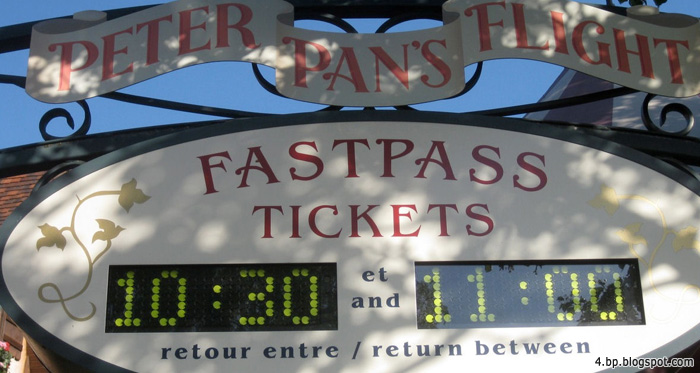 PETER PAN'S FLIGHT
FASTPASS
TICKETS
10:30 et and 11:00
retour entre / return between
4.bp.blogspot.com